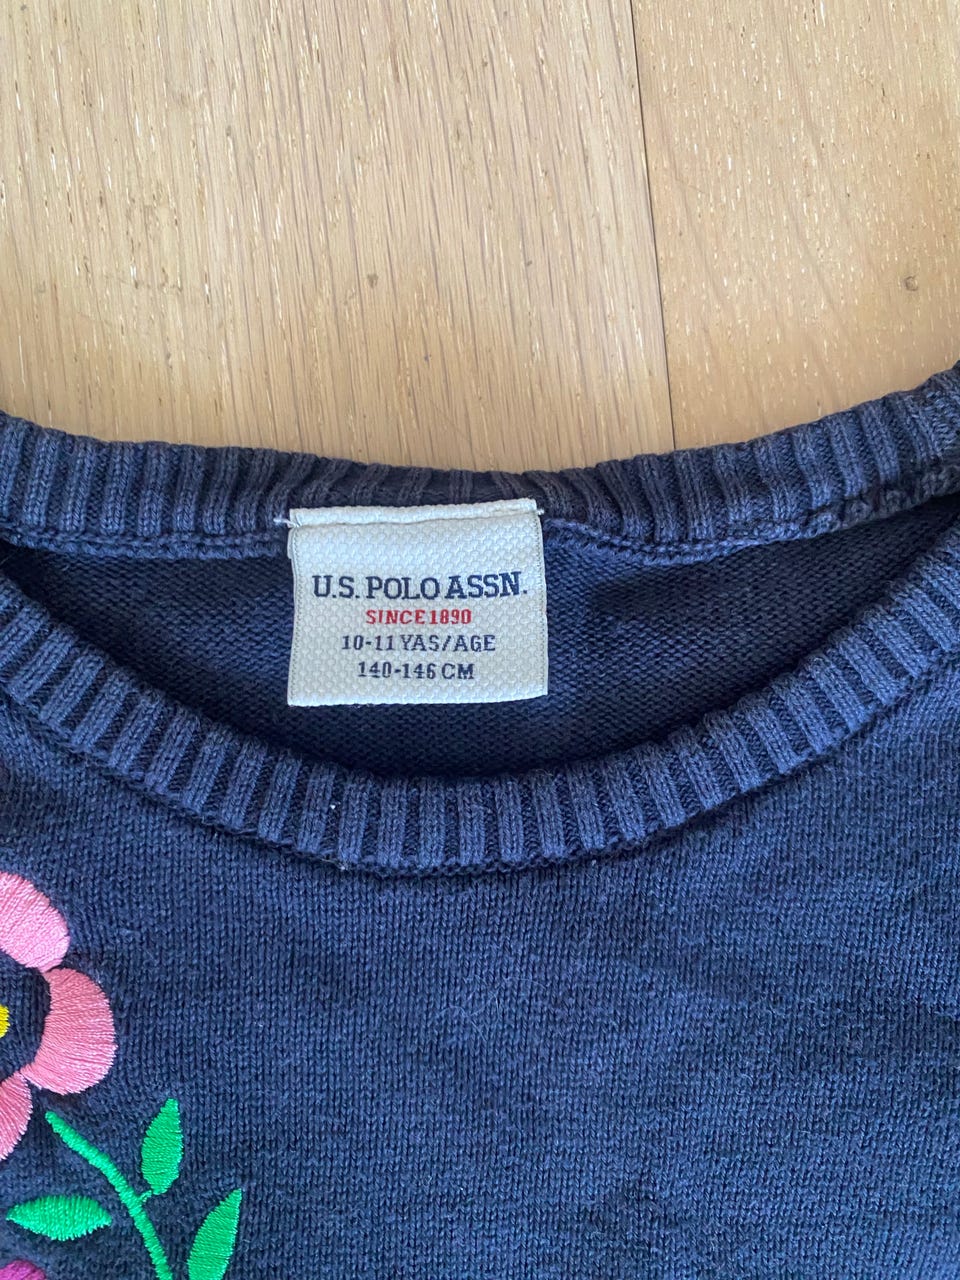 U.S. POLO ASSN.
SINCE 1890
10-11 YAS/AGE
140-146 CM